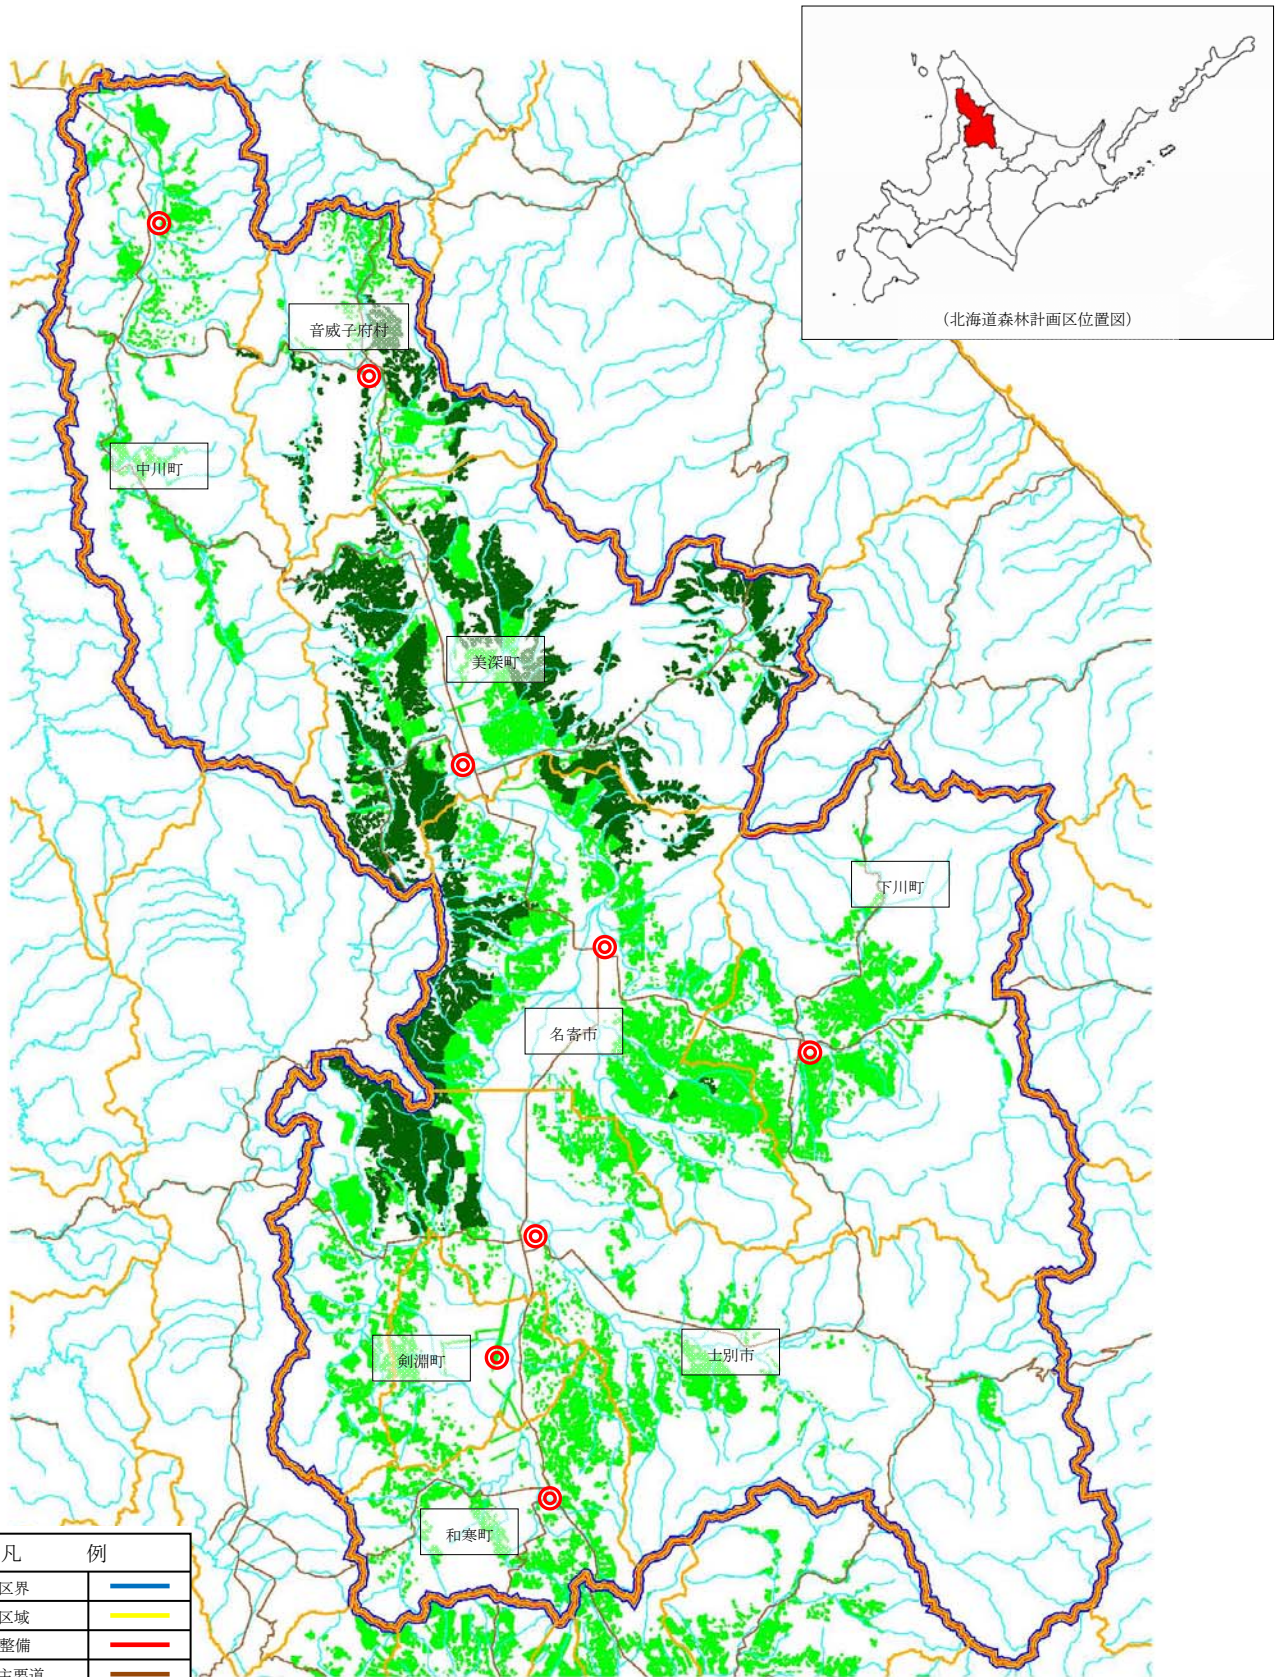 (北海道森林計画区位置図)
音威子府村
中川町
美深町
下川町
名寄市
剣淵町
士別市
和寒町
凡 例
区界
区域
整備
主要道